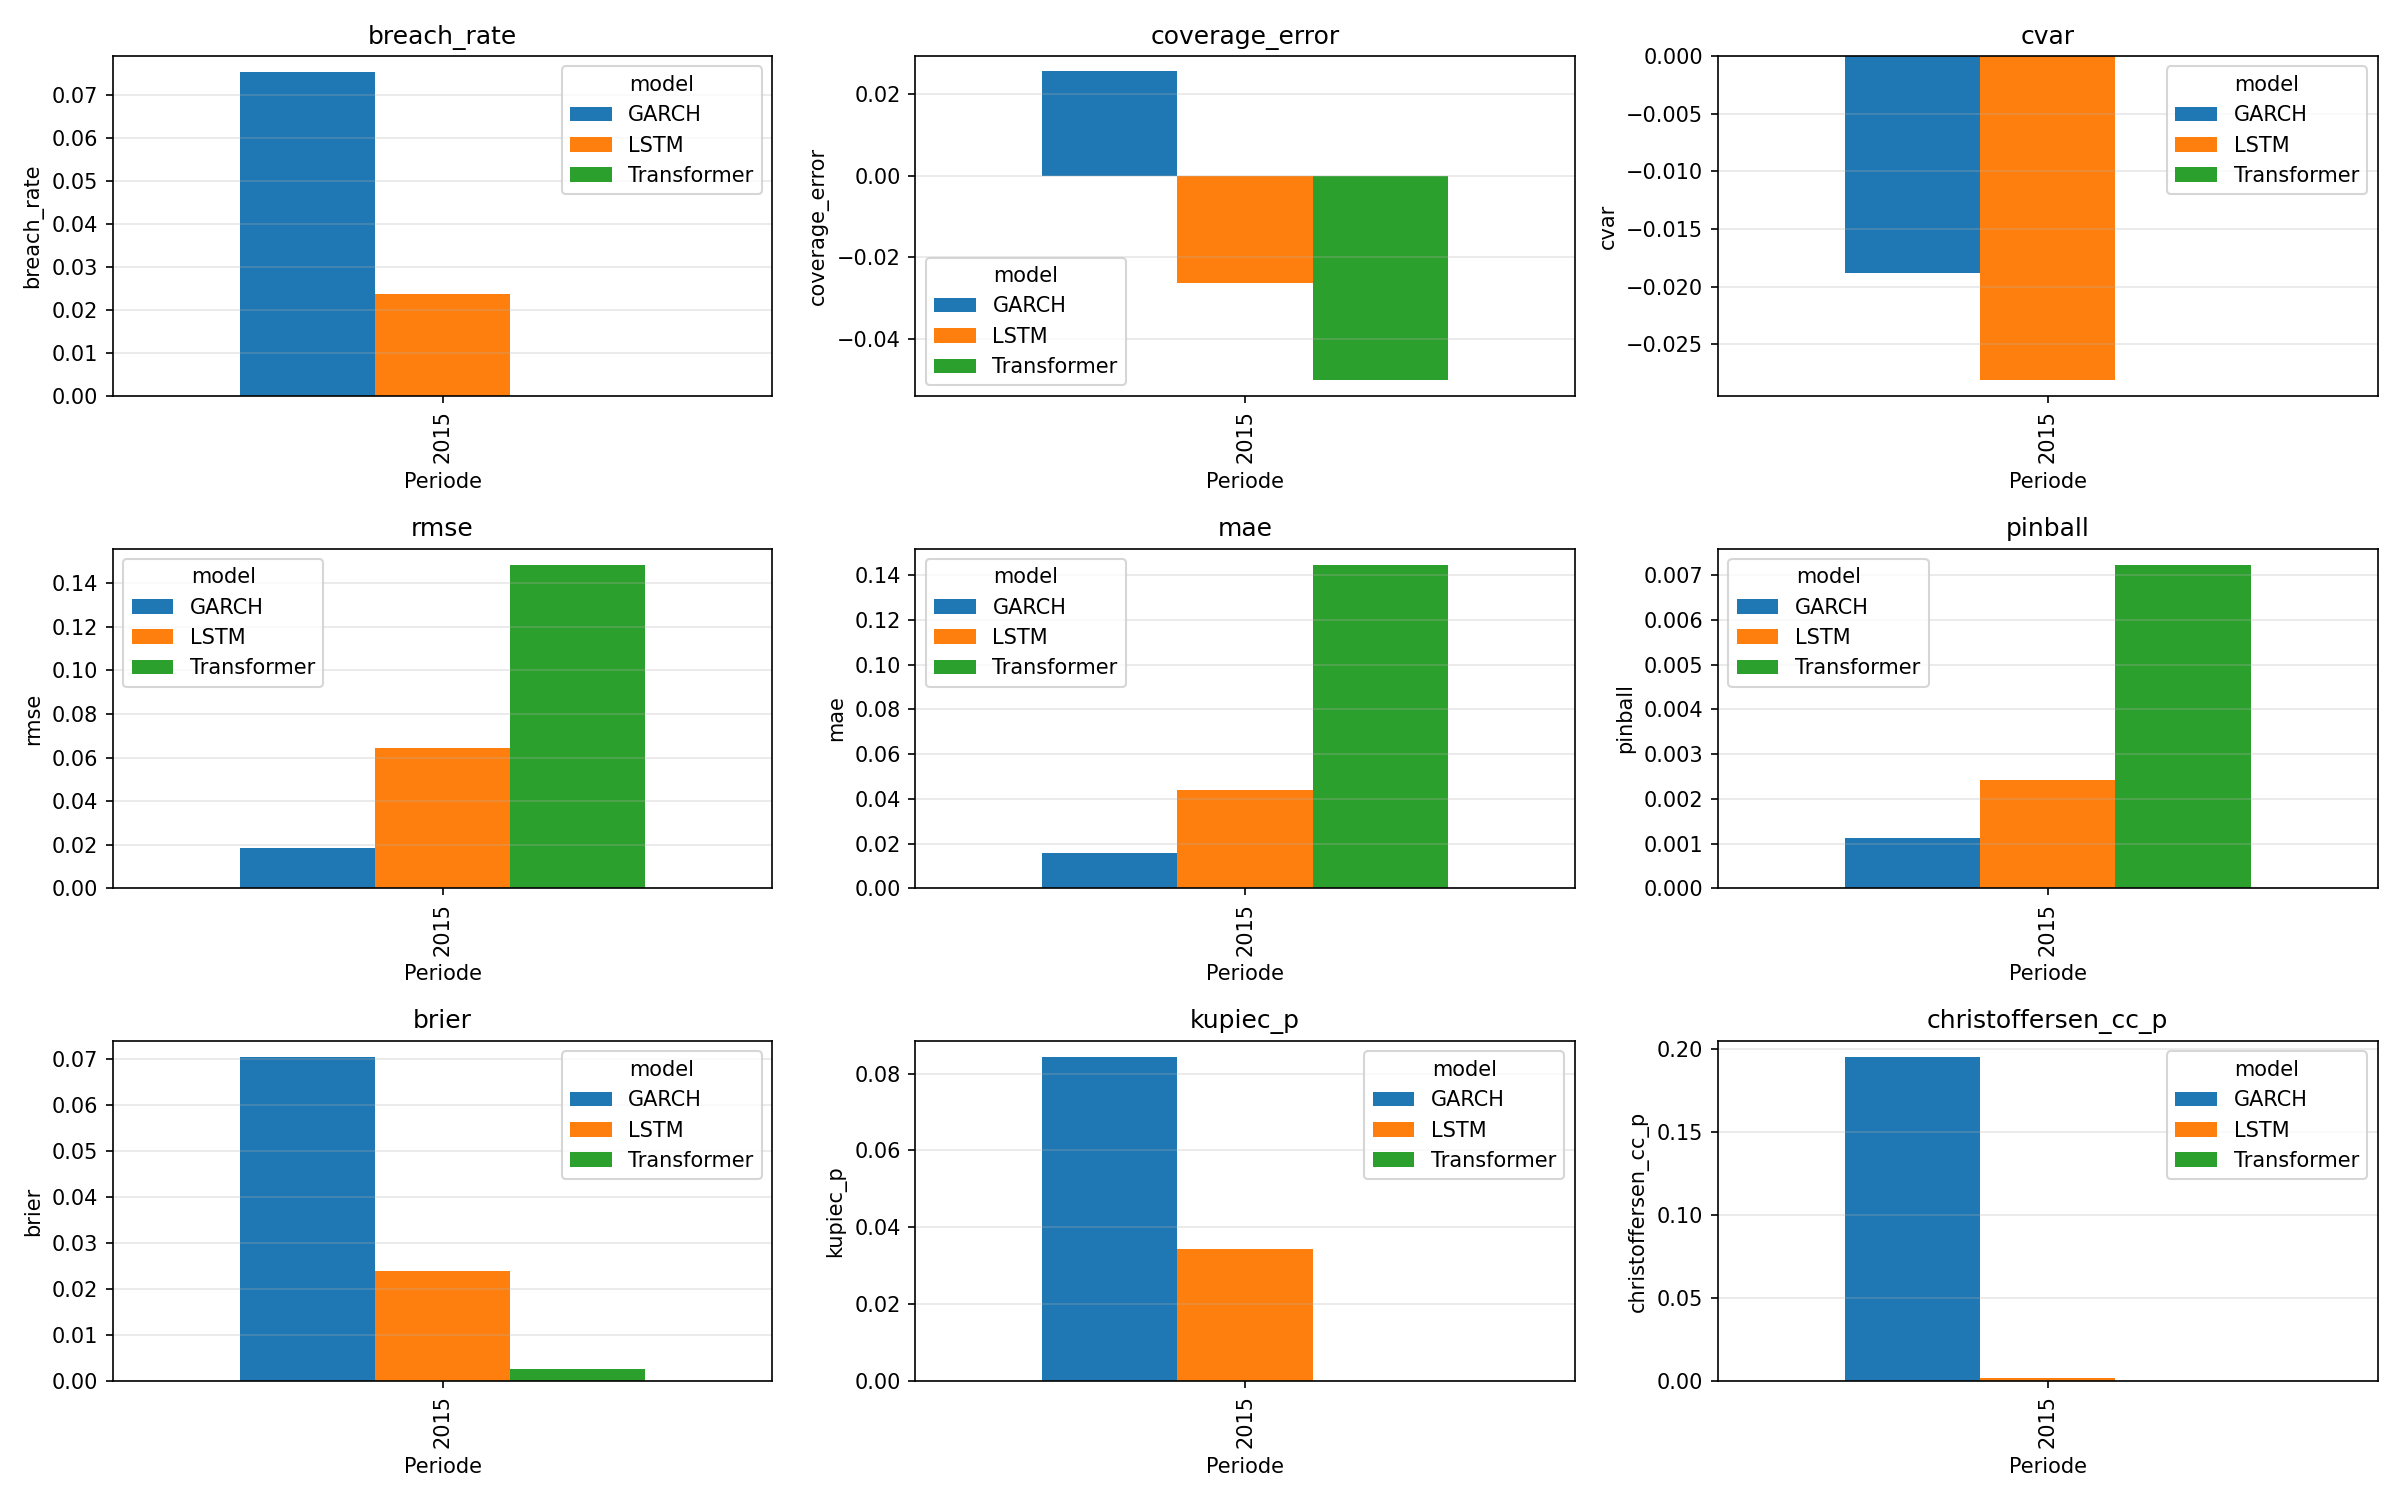 breach_rate
breach_rate
0.07
0.06
0.05
0.04
0.03
0.02
0.01
0.00
model
GARCH
LSTM
Transformer
2015
Periode
coverage_error
coverage_error
0.02
0.00
−0.02
−0.04
model
GARCH
LSTM
Transformer
2015
Periode
cvar
cvar
0.000
−0.005
−0.010
−0.015
−0.020
−0.025
model
GARCH
LSTM
Transformer
2015
Periode
rmse
rmse
0.14
0.12
0.10
0.08
0.06
0.04
0.02
0.00
model
GARCH
LSTM
Transformer
2015
Periode
mae
mae
0.14
0.12
0.10
0.08
0.06
0.04
0.02
0.00
model
GARCH
LSTM
Transformer
2015
Periode
pinball
pinball
0.007
0.006
0.005
0.004
0.003
0.002
0.001
0.000
model
GARCH
LSTM
Transformer
2015
Periode
brier
brier
0.07
0.06
0.05
0.04
0.03
0.02
0.01
0.00
model
GARCH
LSTM
Transformer
2015
Periode
kupiec_p
kupiec_p
0.08
0.06
0.04
0.02
0.00
model
GARCH
LSTM
Transformer
2015
Periode
christoffersen_cc_p
christoffersen_cc_p
0.20
0.15
0.10
0.05
0.00
model
GARCH
LSTM
Transformer
2015
Periode